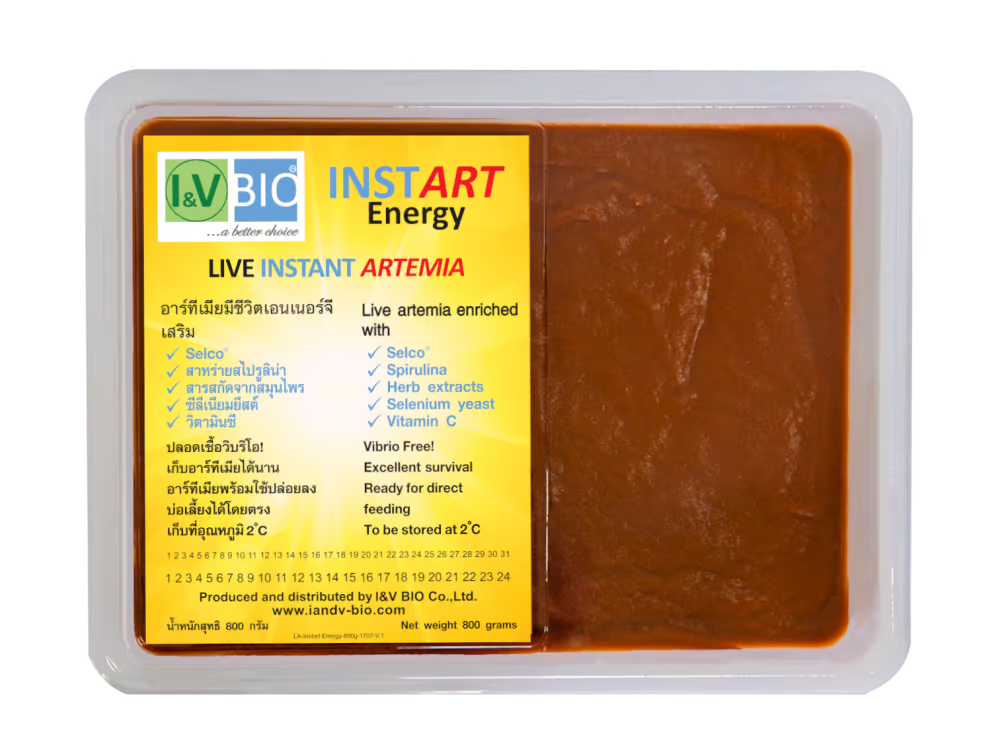 I&V BIO®
...a better choice
INSTART
Energy
LIVE INSTANT ARTEMIA
อาร์ทีเมียมีชีวิตเอนเนอร์จี
เสริม
✓ Selco®
✓ สาหร่ายสไปรูลิน่า
✓ สารสกัดจากสมุนไพร
✓ ซีลีเนียมยีสต์
✓ วิตามินซี
ปลอดเชื้อวิบริโอ!
เก็บอาร์ทีเมียได้นาน
อาร์ทีเมียพร้อมใช้ปล่อยลง
บ่อเลี้ยงได้โดยตรง
เก็บที่อุณหภูมิ 2°C
Live artemia enriched
with
✓ Selco®
✓ Spirulina
✓ Herb extracts
✓ Selenium yeast
✓ Vitamin C
Vibrio Free!
Excellent survival
Ready for direct
feeding
To be stored at 2°C
1 2 3 4 5 6 7 8 9 10 11 12 13 14 15 16 17 18 19 20 21 22 23 24 25 26 27 28 29 30 31
1 2 3 4 5 6 7 8 9 10 11 12 13 14 15 16 17 18 19 20 21 22 23 24
Produced and distributed by I&V BIO Co.,Ltd.
www.iandv-bio.com
น้ำหนักสุทธิ 800 กรัม
Net weight 800 grams
LA-Instart Energy-800g-1707-V.1